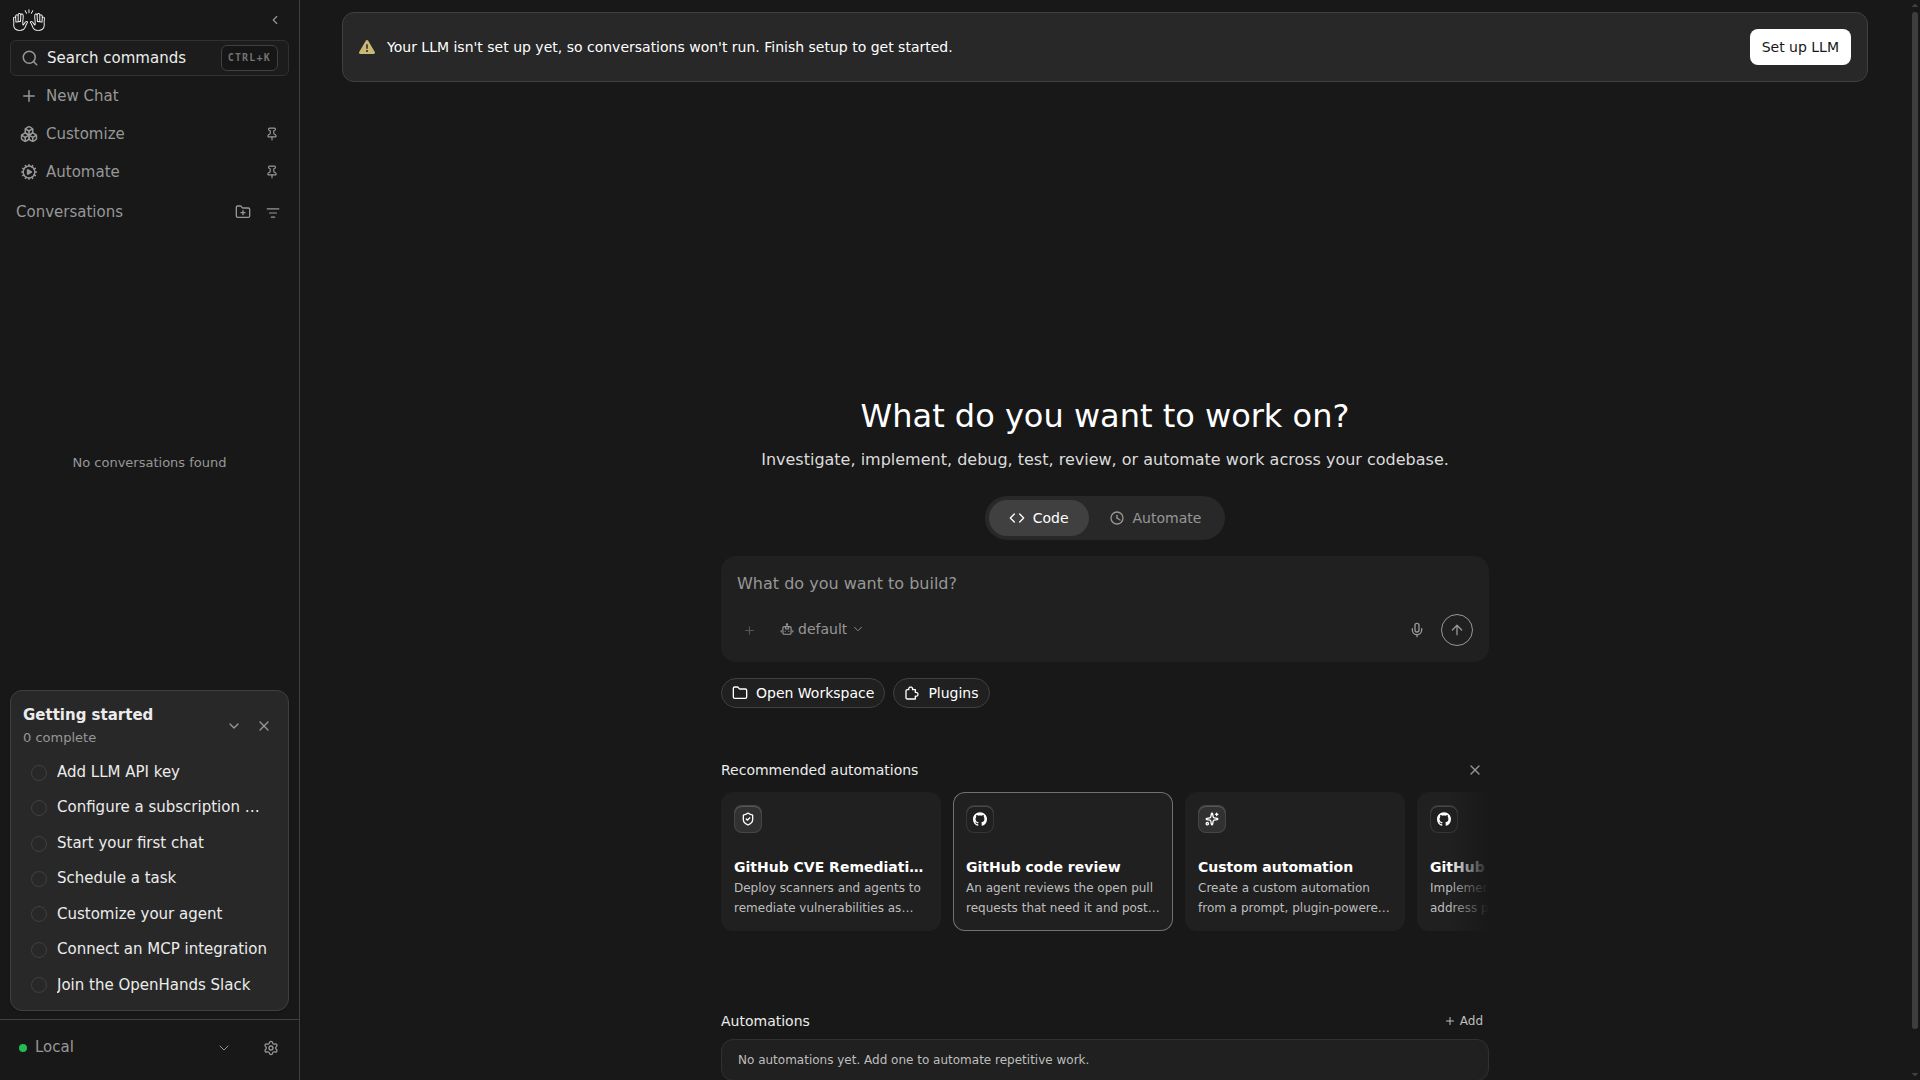 Search commands CTRL+K
New Chat
Customize
Automate
Conversations
No conversations found
Getting started
0 complete
Add LLM API key
Configure a subscription ...
Start your first chat
Schedule a task
Customize your agent
Connect an MCP integration
Join the OpenHands Slack
Local
Your LLM isn't set up yet, so conversations won't run. Finish setup to get started.
Set up LLM
What do you want to work on?
Investigate, implement, debug, test, review, or automate work across your codebase.
Code Automate
What do you want to build?
default
Open Workspace Plugins
Recommended automations
GitHub CVE Remediati...
Deploy scanners and agents to
remediate vulnerabilities as...
GitHub code review
An agent reviews the open pull
requests that need it and post...
Custom automation
Create a custom automation
from a prompt, plugin-powere...
GitHub
address
Automations
Add
No automations yet. Add one to automate repetitive work.